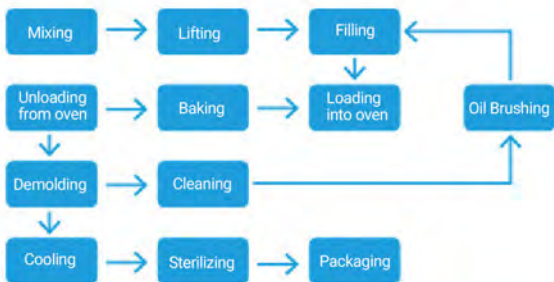 Mixing
Lifting
Filling
Unloading
from oven
Baking
Loading
into oven
Oil Brushing
Demolding
Cleaning
Cooling
Sterilizing
Packaging